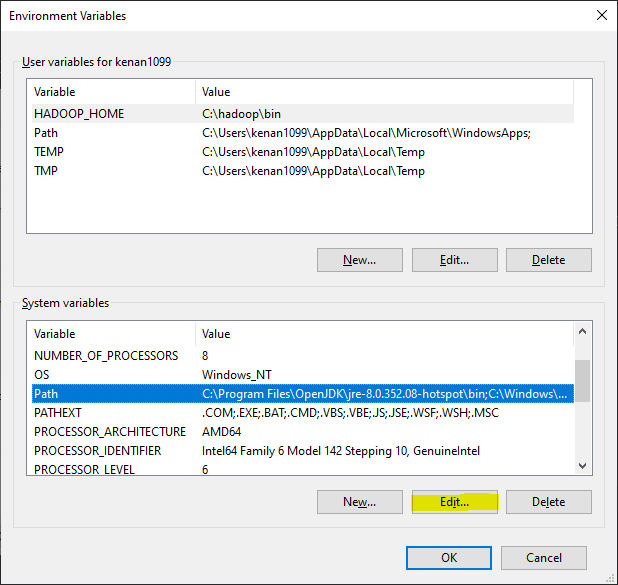 Environment Variables
User variables for kenan1099
Variable Value
HADOOP_HOME C:\hadoop\bin
Path C:\Users\kenan1099\AppData\Local\Microsoft\WindowsApps;
TEMP C:\Users\kenan1099\AppData\Local\Temp
TMP C:\Users\kenan1099\AppData\Local\Temp
New... Edit... Delete
System variables
Variable Value
NUMBER_OF_PROCESSORS 8
OS Windows_NT
Path C:\Program Files\OpenJDK\jre-8.0.352.08-hotspot\bin;C:\Windows\...
PATHEXT .COM;.EXE;.BAT;.CMD;.VBS;.VBE;.JS;.JSE;.WSF;.WSH;.MSC
PROCESSOR_ARCHITECTURE AMD64
PROCESSOR_IDENTIFIER Intel64 Family 6 Model 142 Stepping 10, GenuineIntel
PROCESSOR_LEVEL 6
New... Edit... Delete
OK Cancel